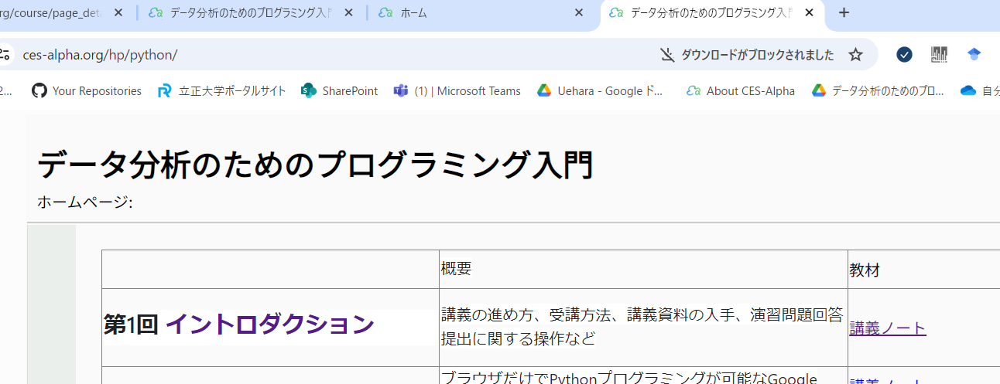 rg/course/page_deta
データ分析のためのプログラミング入門
ホーム
データ分析のためのプログラミング入門
ces-alpha.org/hp/python/
ダウンロードがブロックされました
2...
Your Repositories
立正大学ポータルサイト
SharePoint
(1) | Microsoft Teams
Uehara - Google ド...
About CES-Alpha
データ分析のためのプロ...
自分
データ分析のためのプログラミング入門
ホームページ:
概要
教材
第1回 イントロダクション
講義の進め方、受講方法、講義資料の入手、演習問題回答
提出に関する操作など
講義ノート
ブラウザだけでPythonプログラミングが可能なGoogle
講義ノート